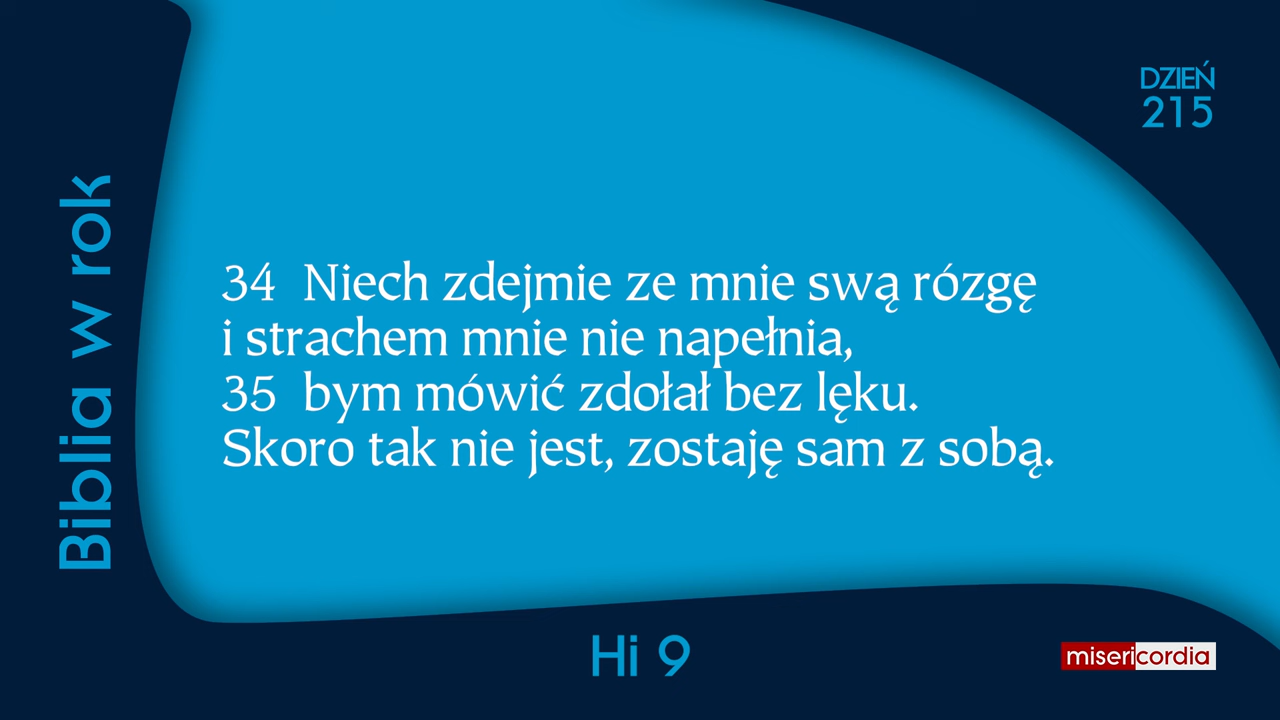 DZIEŃ
215
Biblia w rok
34 Niech zdejmie ze mnie swą rózgę
i strachem mnie nie napełnia,
35 bym mówić zdołał bez lęku.
Skoro tak nie jest, zostaję sam z sobą.
Hi 9
misericordia